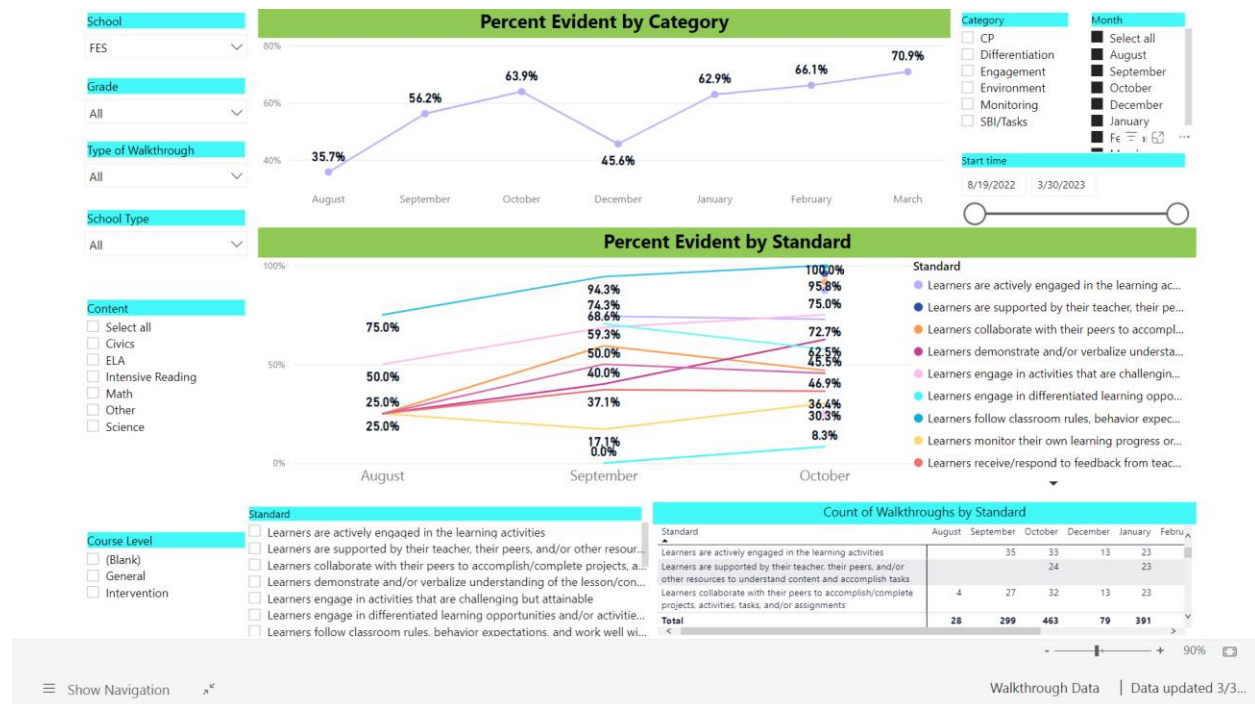 School
FES
Grade
All
Type of Walkthrough
All
School Type
All
Content
Select all
Civics
ELA
Intensive Reading
Math
Other
Science
Course Level
(Blank)
General
Intervention
Percent Evident by Category
80%
60%
40%
35.7%
56.2%
63.9%
45.6%
62.9%
66.1%
70.9%
August
September
October
December
January
February
March
Category
CP
Differentiation
Engagement
Environment
Monitoring
SBI/Tasks
Month
Select all
August
September
October
December
January
Start time
8/19/2022
3/30/2023
Percent Evident by Standard
100%
50%
0%
75.0%
50.0%
25.0%
25.0%
94.3%
74.3%
68.6%
59.3%
50.0%
40.0%
37.1%
17.1%
0.0%
100.0%
95.8%
75.0%
72.7%
62.5%
45.5%
46.9%
36.4%
30.3%
8.3%
August
September
October
Standard
Learners are actively engaged in the learning ac...
Learners are supported by their teacher, their pe...
Learners collaborate with their peers to accompl...
Learners demonstrate and/or verbalize understa...
Learners engage in activities that are challengin...
Learners engage in differentiated learning oppo...
Learners follow classroom rules, behavior expec...
Learners monitor their own learning progress or...
Learners receive/respond to feedback from teac...
Standard
Learners are actively engaged in the learning activities
Learners are supported by their teacher, their peers, and/or other resour...
Learners collaborate with their peers to accomplish/complete projects, a...
Learners demonstrate and/or verbalize understanding of the lesson/con...
Learners engage in activities that are challenging but attainable
Learners engage in differentiated learning opportunities and/or activitie...
Learners follow classroom rules, behavior expectations, and work well wi...
Count of Walkthroughs by Standard
Standard August September October December January Febru
Learners are actively engaged in the learning activities 35 33 13 23
Learners are supported by their teacher, their peers, and/or
other resources to understand content and accomplish tasks 24 23
Learners collaborate with their peers to accomplish/complete
projects, activities, tasks, and/or assignments 4 27 32 13 23
Total 28 299 463 79 391
- + 90%
Show Navigation
Walkthrough Data | Data updated 3/3...